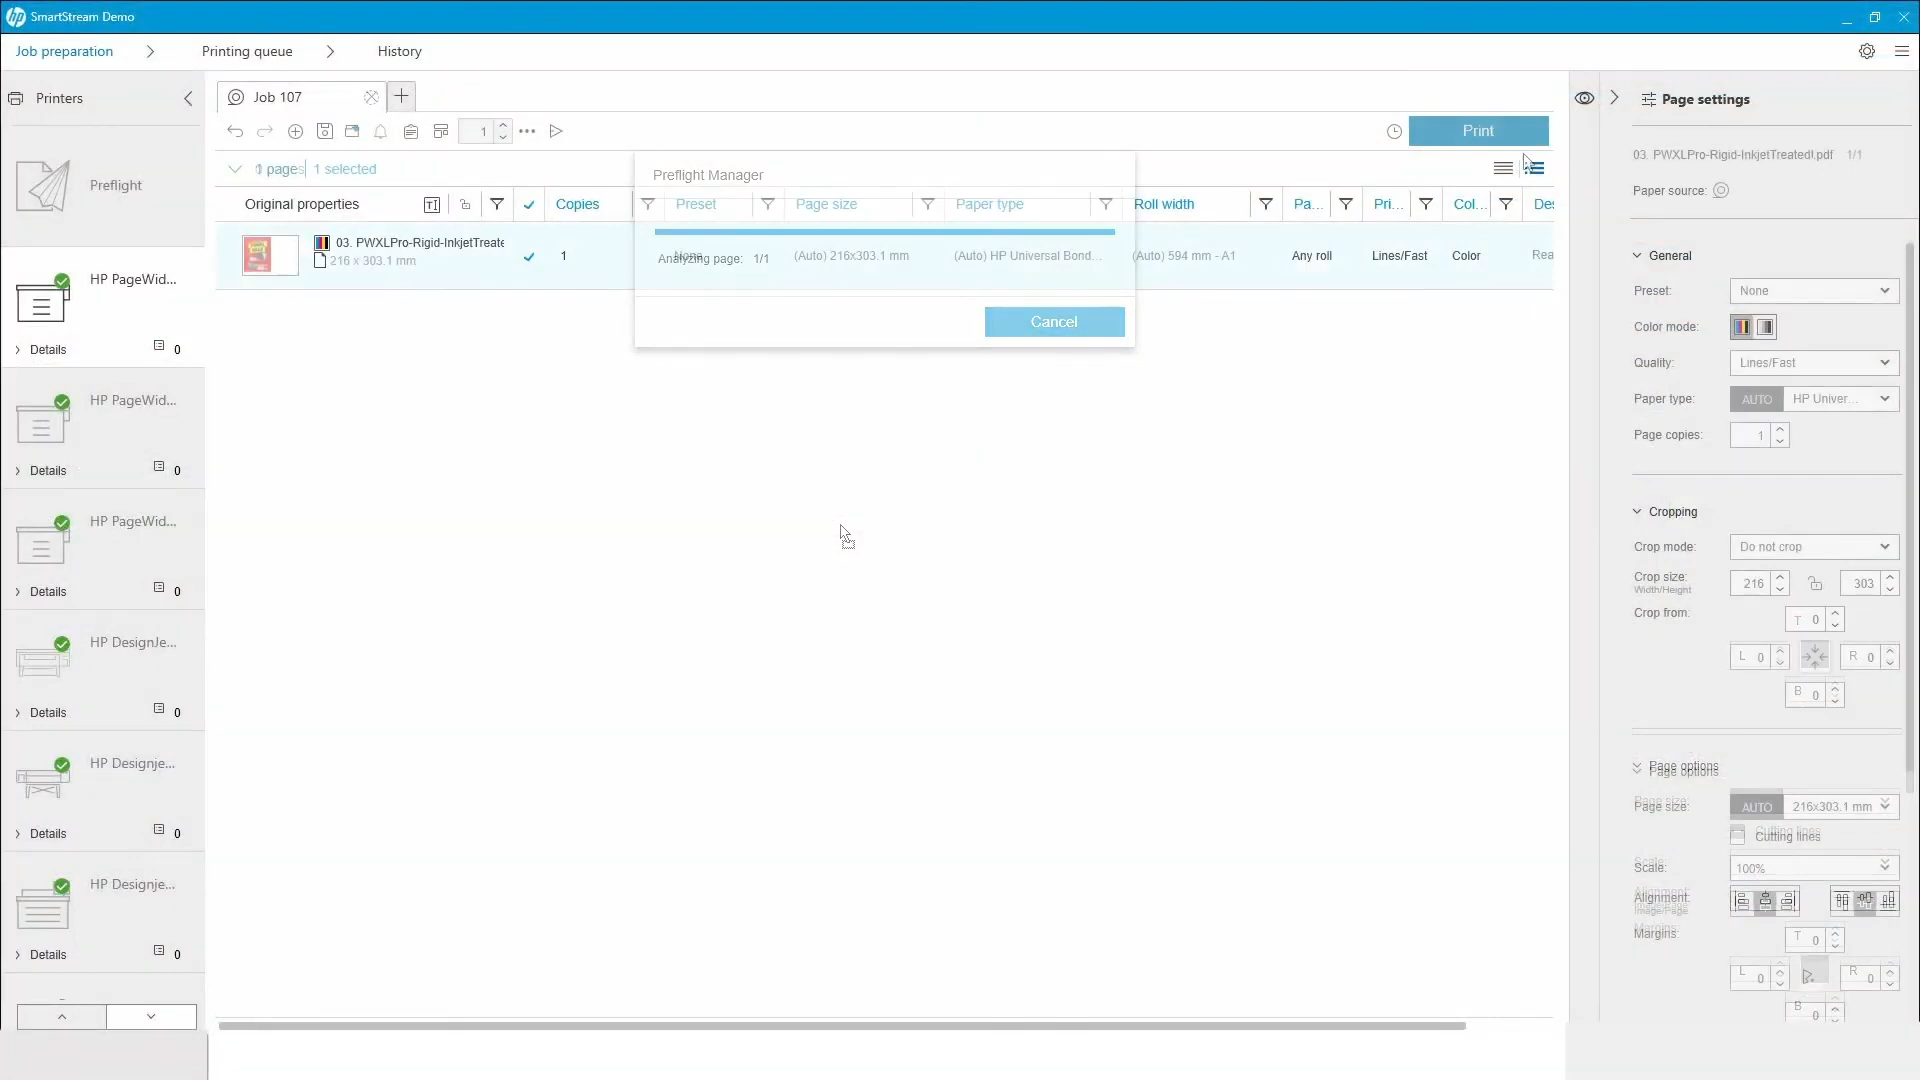 SmartStream Demo
Job preparation
Printing queue
History
Printers
Preflight
HP PageWid...
Details
0
HP PageWid...
Details
0
HP PageWid...
Details
0
HP DesignJe...
Details
0
HP Designje...
Details
0
HP Designje...
Details
0
Job 107
1
Print
pages
1 selected
Preflight Manager
Original properties
Copies
Preset
Page size
Paper type
Roll width
Pa...
Pri...
Col...
Des
03. PWXLPro-Rigid-InkjetTreate
216 x 303.1 mm
1
Analyzing page: 1/1
None
(Auto) 216x303.1 mm
(Auto) HP Universal Bond...
(Auto) 594 mm - A1
Any roll
Lines/Fast
Color
Rea
Cancel
Page settings
03. PWXLPro-Rigid-InkjetTreated!.pdf 1/1
Paper source:
General
Preset:
None
Color mode:
Quality:
Lines/Fast
Paper type:
AUTO
HP Univer...
Page copies:
1
Cropping
Crop mode:
Do not crop
Crop size:
Width/Height
216
303
Crop from:
T 0
L 0
R 0
B 0
Page options
Page size:
AUTO
216x303.1 mm
Cutting lines
Scale:
100%
Alignment:
Image/Page
Margins:
T 0
L 0
R 0
B 0